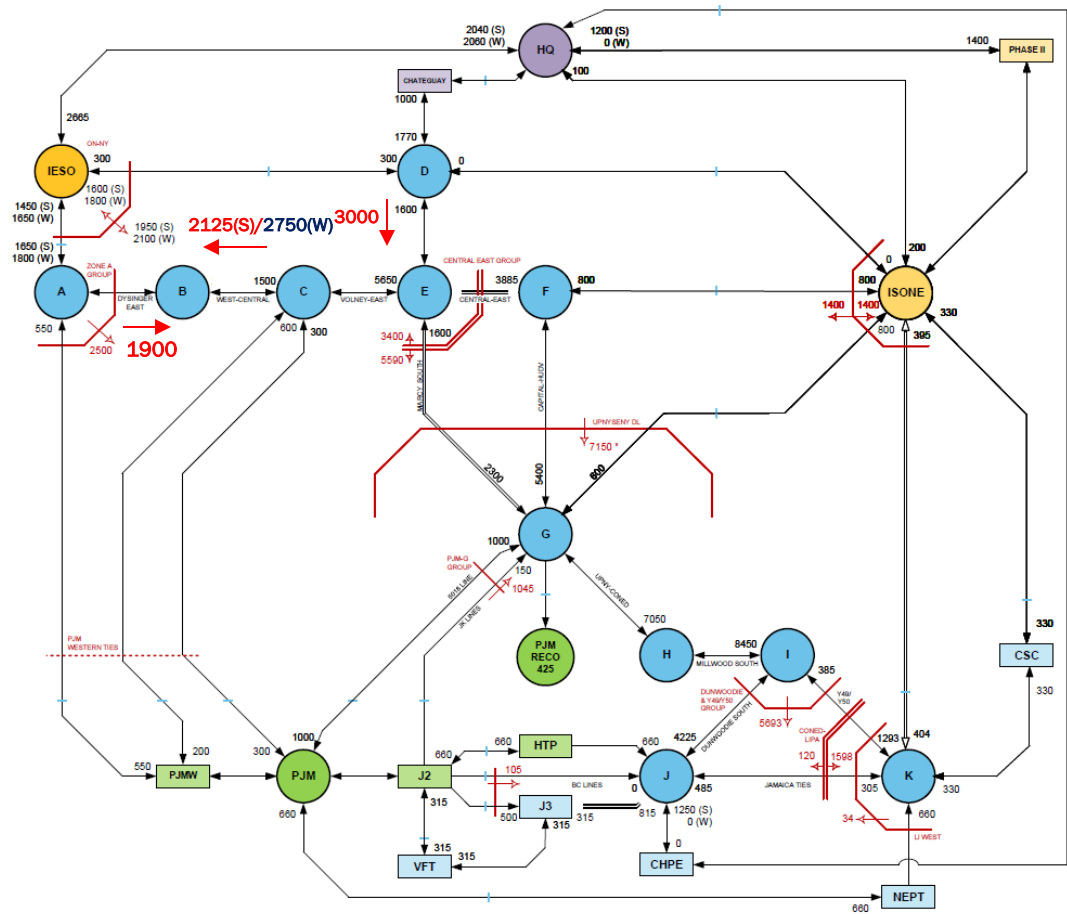 2040 (S)
2060 (W)
HQ
1200 (S)
0 (W)
1400
PHASE II
100
CHATEGUAY
1000
2665
ON-NY
1770
IESO
300
300
D
0
1600 (S)
1800 (W)
1450 (S)
1650 (W)
1950 (S)
2100 (W)
2125(S)/2750(W)
3000
1600
200
0
1650 (S)
1800 (W)
ZONE A
GROUP
CENTRAL EAST GROUP
A
B
1500
C
5650
E
3885
F
800
800
ISONE
DYSINGER
EAST
WEST-CENTRAL
VOLNEY-EAST
CENTRAL-EAST
550
2500
1900
600
300
1600
3400
5590
1400
1400
800
330
395
MARCY SOUTH
CAPITAL-HUDV
UPNYSENY DL
7150 *
2300
5400
600
G
1000
150
PJM-G
GROUP
1045
5018 LINE
JK LINES
UPNY-CONED
PJM
WESTERN TIES
PJM
RECO
425
7050
H
8450
I
MILLWOOD SOUTH
385
330
CSC
330
DUNWOODIE
& Y49/Y50
GROUP
DUNWOODIE SOUTH
5693
Y49/
Y50
CONED-
LIPA
120
1598
1293
404
550
200
PJMW
300
1000
PJM
660
660
J2
315
660
HTP
660
4225
105
BC LINES
0
J
485
JAMAICA TIES
305
K
330
500
J3
315
315
815
1250 (S)
0 (W)
34
LI WEST
660
315
VFT
315
0
CHPE
NEPT
660